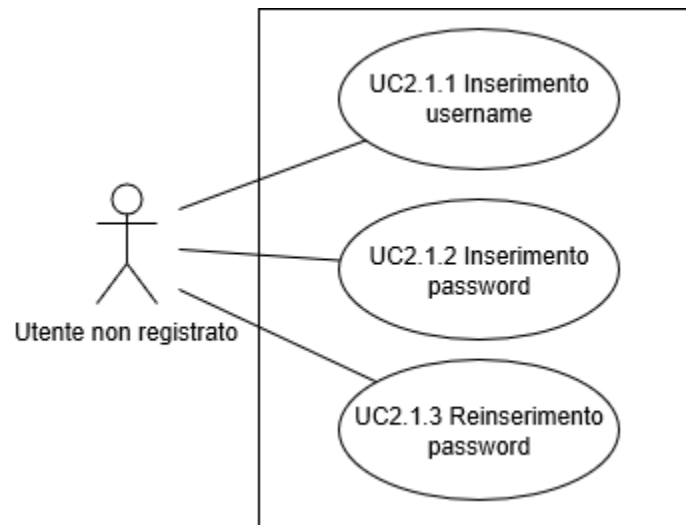 UC2.1.1 Inserimento
username
UC2.1.2 Inserimento
password
Utente non registrato
UC2.1.3 Reinserimento
password